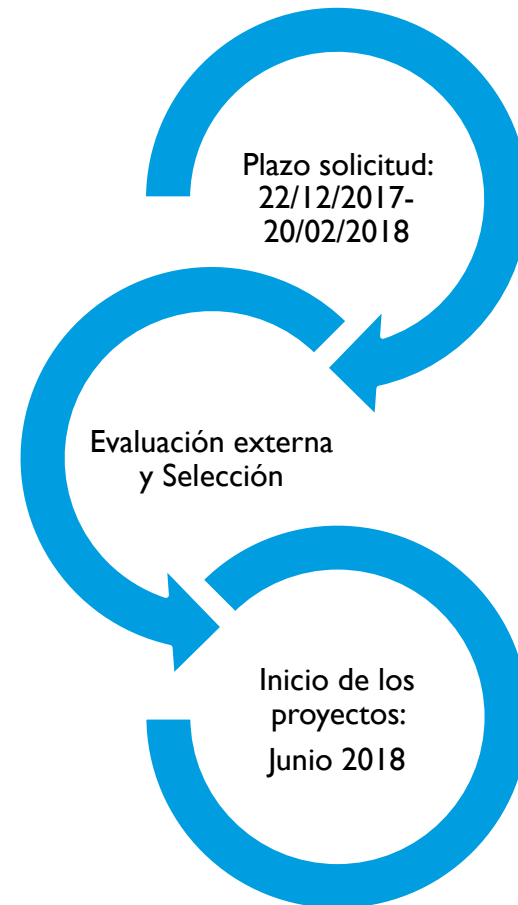 Plazo solicitud:
22/12/2017-
20/02/2018
Evaluación externa
y Selección
Inicio de los
proyectos:
Junio 2018